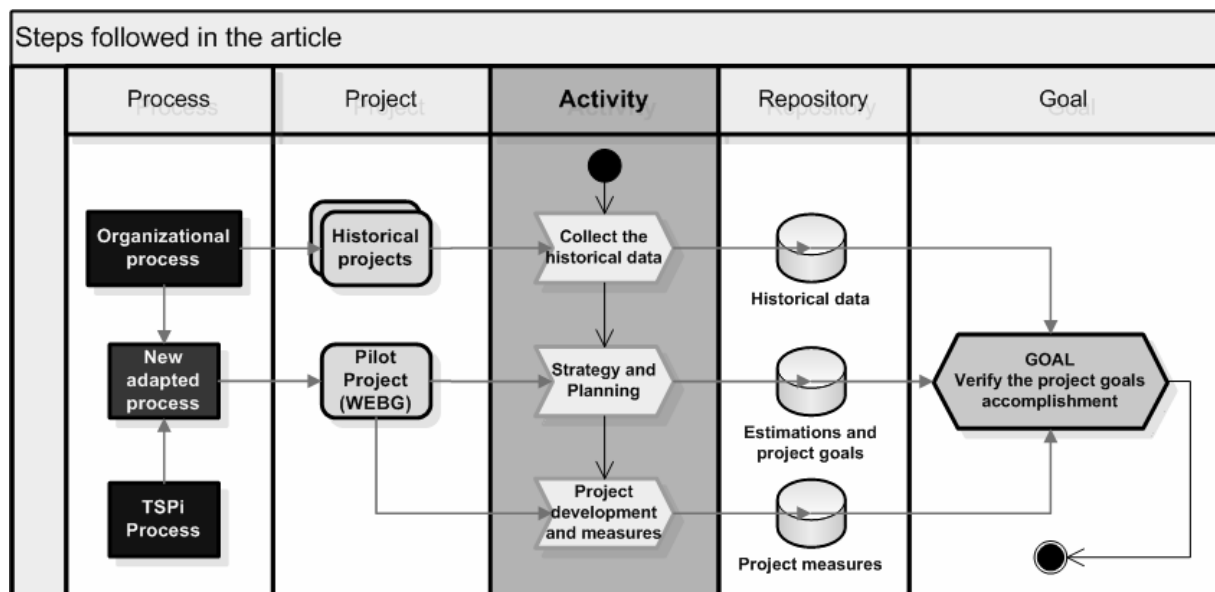 Steps followed in the article
Process
Project
Activity
Repository
Goal
Organizational
process
Historical
projects
Collect the
historical data
Historical data
New
adapted
process
Pilot
Project
(WEBG)
Strategy and
Planning
Estimations and
project goals
GOAL
Verify the project goals
accomplishment
TSPi
Process
Project
development
and measures
Project measures